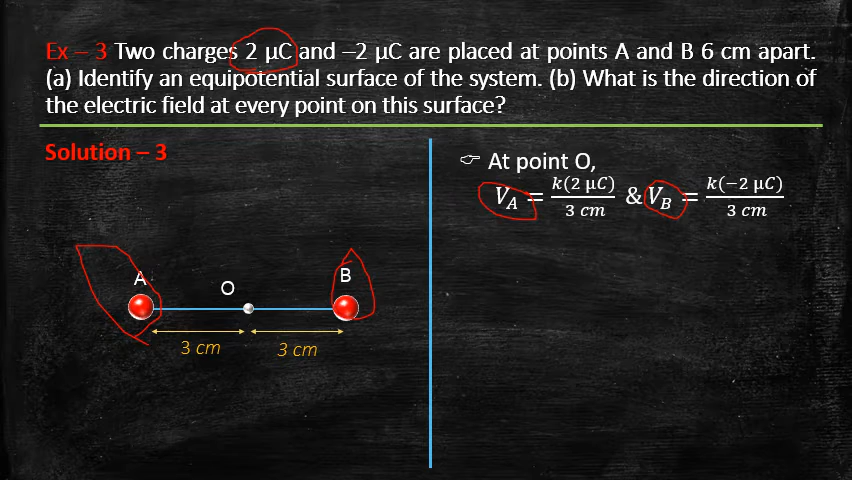 Ex – 3 Two charges 2 μC and –2 μC are placed at points A and B 6 cm apart.
(a) Identify an equipotential surface of the system. (b) What is the direction of
the electric field at every point on this surface?
Solution – 3
A
O
B
3 cm
3 cm
☞ At point O,
V_A = k(2 μC)/3 cm & V_B = k(−2 μC)/3 cm